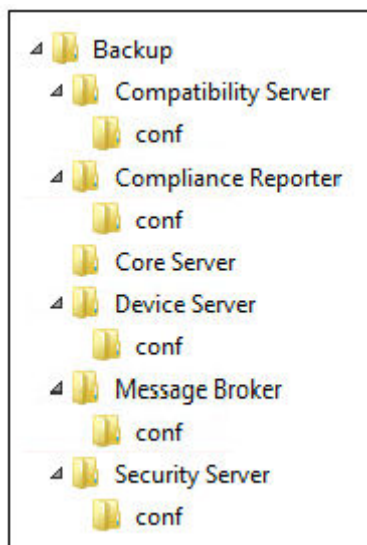 Backup
Compatibility Server
conf
Compliance Reporter
conf
Core Server
Device Server
conf
Message Broker
conf
Security Server
conf